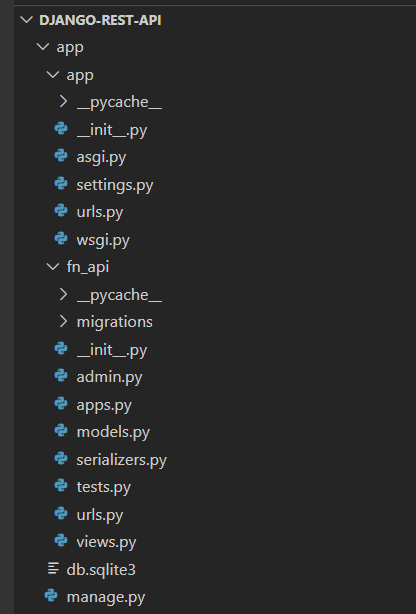 DJANGO-REST-API
app
app
__pycache__
__init__.py
asgi.py
settings.py
urls.py
wsgi.py
fn_api
__pycache__
migrations
__init__.py
admin.py
apps.py
models.py
serializers.py
tests.py
urls.py
views.py
db.sqlite3
manage.py